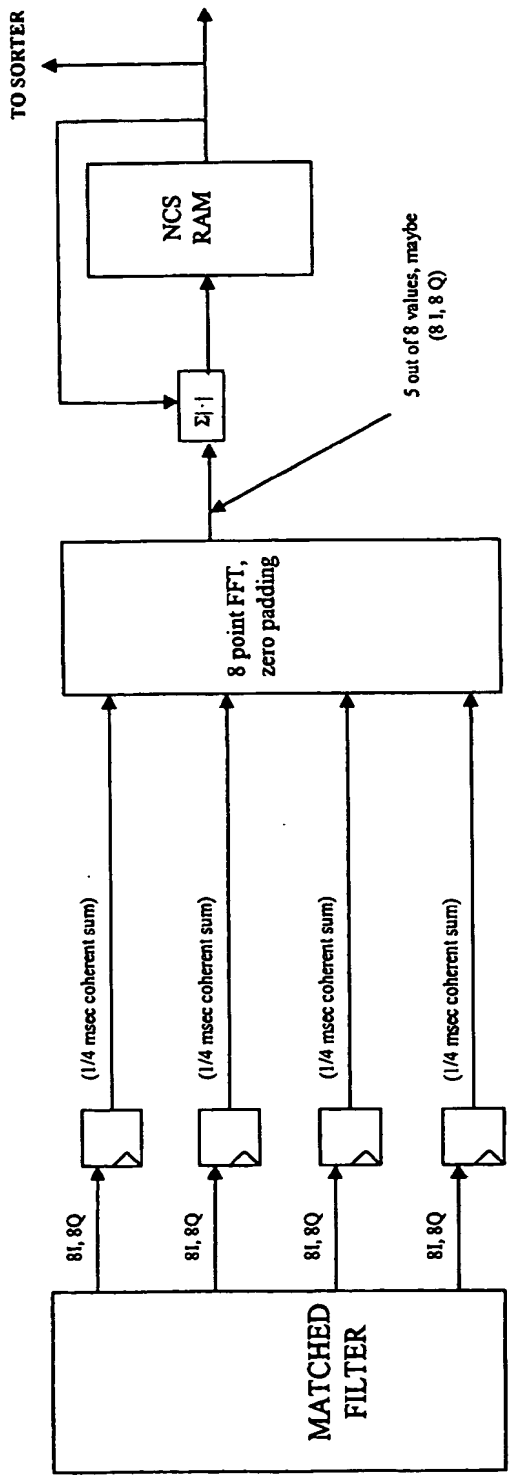 MATCHED
FILTER
8I, 8Q
8I, 8Q
8I, 8Q
8I, 8Q
(1/4 msec coherent sum)
(1/4 msec coherent sum)
(1/4 msec coherent sum)
(1/4 msec coherent sum)
8 point FFT,
zero padding
5 out of 8 values, maybe
(8 I, 8 Q)
Σ|·|
NCS
RAM
TO SORTER